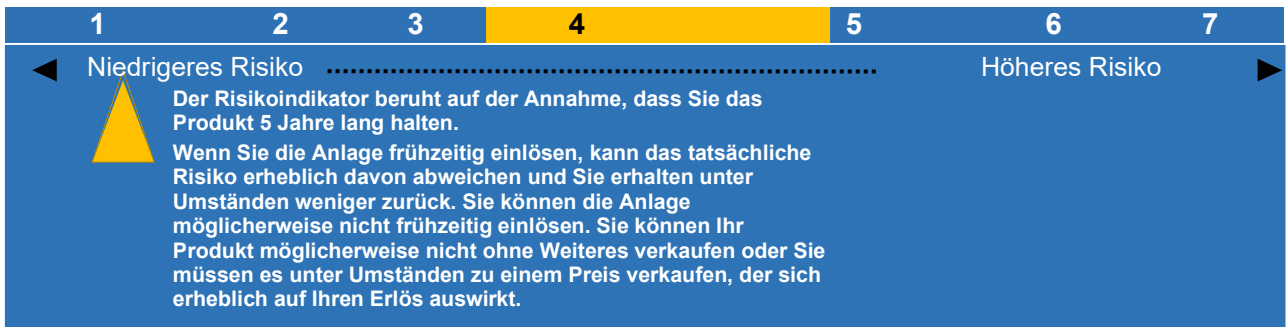 1 2 3 4 5 6 7
Niedrigeres Risiko Höheres Risiko
Der Risikoindikator beruht auf der Annahme, dass Sie das
Produkt 5 Jahre lang halten.
Wenn Sie die Anlage frühzeitig einlösen, kann das tatsächliche
Risiko erheblich davon abweichen und Sie erhalten unter
Umständen weniger zurück. Sie können die Anlage
möglicherweise nicht frühzeitig einlösen. Sie können Ihr
Produkt möglicherweise nicht ohne Weiteres verkaufen oder Sie
müssen es unter Umständen zu einem Preis verkaufen, der sich
erheblich auf Ihren Erlös auswirkt.